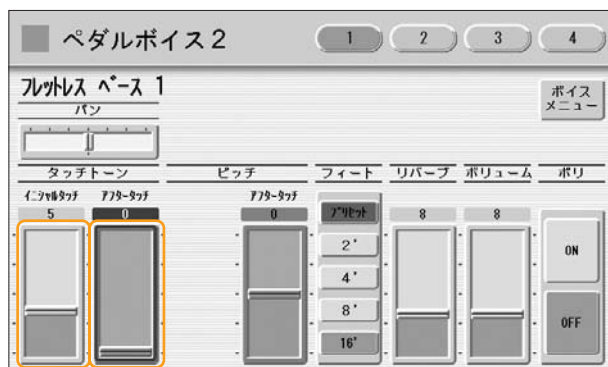 ペダルボイス2
1 2 3 4
フレットレス ベース 1
ボイス
メニュー
パン
タッチトーン ピッチ フィート リバーブ ボリューム ポリ
イニシャルタッチ アフタータッチ アフタータッチ
5 0 0 プリセット 8 8
2'
4'
8'
16'
ON
OFF